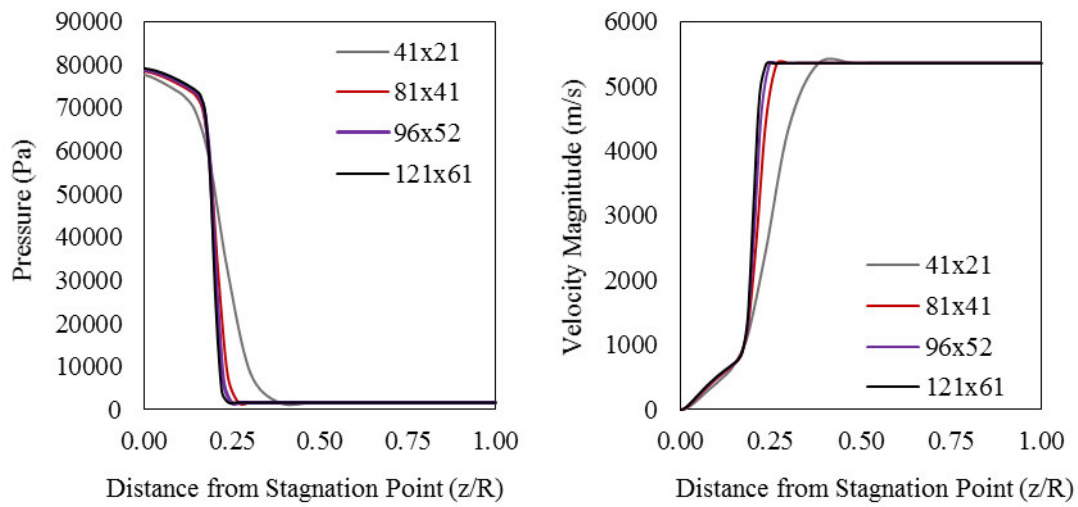 90000
80000
70000
60000
50000
40000
30000
20000
10000
0
Pressure (Pa)
41x21
81x41
96x52
121x61
0.00 0.25 0.50 0.75 1.00
Distance from Stagnation Point (z/R)
6000
5000
4000
3000
2000
1000
0
Velocity Magnitude (m/s)
41x21
81x41
96x52
121x61
0.00 0.25 0.50 0.75 1.00
Distance from Stagnation Point (z/R)